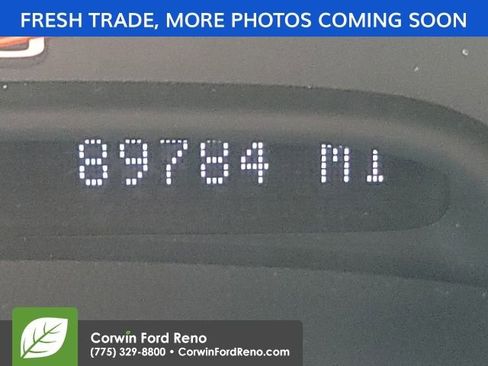 FRESH TRADE, MORE PHOTOS COMING SOON
89784 Mi
Corwin Ford Reno
(775) 329-8800 • CorwinFordReno.com